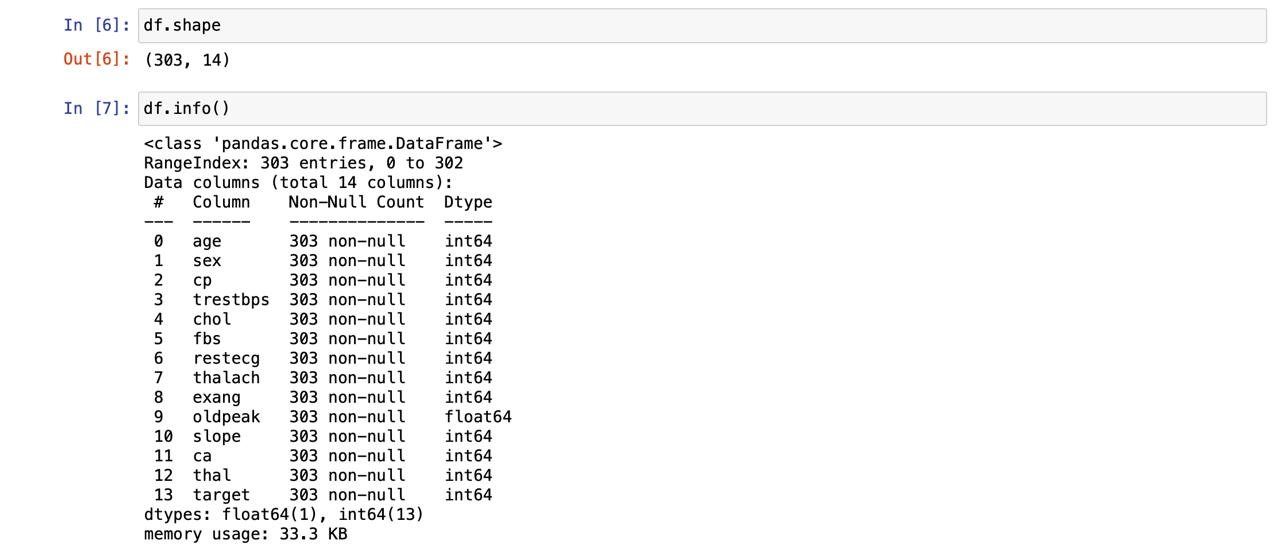 In [6]: df.shape
Out[6]: (303, 14)
In [7]: df.info()
<class 'pandas.core.frame.DataFrame'>
RangeIndex: 303 entries, 0 to 302
Data columns (total 14 columns):
 #   Column    Non-Null Count  Dtype
---  ------    --------------  -----
 0   age       303 non-null    int64
 1   sex       303 non-null    int64
 2   cp        303 non-null    int64
 3   trestbps  303 non-null    int64
 4   chol      303 non-null    int64
 5   fbs       303 non-null    int64
 6   restecg   303 non-null    int64
 7   thalach   303 non-null    int64
 8   exang     303 non-null    int64
 9   oldpeak   303 non-null    float64
 10  slope     303 non-null    int64
 11  ca        303 non-null    int64
 12  thal      303 non-null    int64
 13  target    303 non-null    int64
dtypes: float64(1), int64(13)
memory usage: 33.3 KB